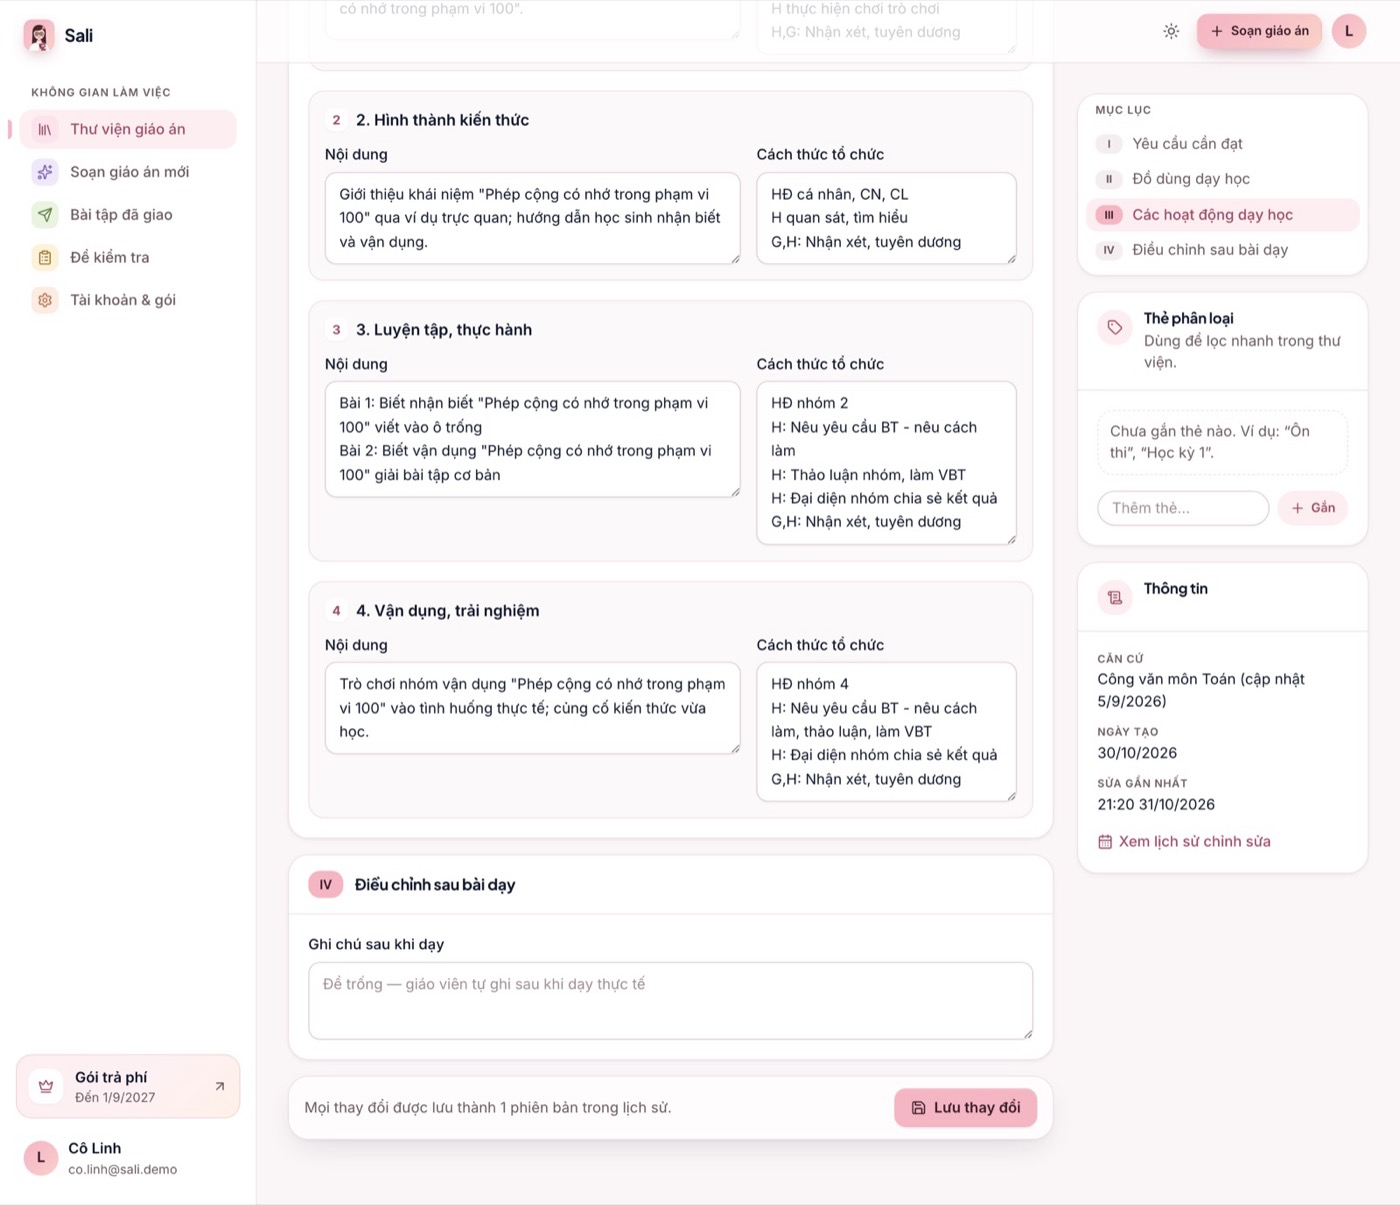 Sali
KHÔNG GIAN LÀM VIỆC
Thư viện giáo án
Soạn giáo án mới
Bài tập đã giao
Đề kiểm tra
Tài khoản & gói
Gói trả phí
Đến 1/9/2027
L
Cô Linh
co.linh@sali.demo
Soạn giáo án
L
có nhớ trong phạm vi 100".
H thực hiện chơi trò chơi
H,G: Nhận xét, tuyên dương
2
2. Hình thành kiến thức
Nội dung
Giới thiệu khái niệm "Phép cộng có nhớ trong phạm vi
100" qua ví dụ trực quan; hướng dẫn học sinh nhận biết
và vận dụng.
Cách thức tổ chức
HĐ cá nhân, CN, CL
H quan sát, tìm hiểu
G,H: Nhận xét, tuyên dương
3
3. Luyện tập, thực hành
Nội dung
Bài 1: Biết nhận biết "Phép cộng có nhớ trong phạm vi
100" viết vào ô trống
Bài 2: Biết vận dụng "Phép cộng có nhớ trong phạm vi
100" giải bài tập cơ bản
Cách thức tổ chức
HĐ nhóm 2
H: Nêu yêu cầu BT - nêu cách
làm
H: Thảo luận nhóm, làm VBT
H: Đại diện nhóm chia sẻ kết quả
G,H: Nhận xét, tuyên dương
4
4. Vận dụng, trải nghiệm
Nội dung
Trò chơi nhóm vận dụng "Phép cộng có nhớ trong phạm
vi 100" vào tình huống thực tế; củng cố kiến thức vừa
học.
Cách thức tổ chức
HĐ nhóm 4
H: Nêu yêu cầu BT - nêu cách
làm, thảo luận, làm VBT
H: Đại diện nhóm chia sẻ kết quả
G,H: Nhận xét, tuyên dương
IV
Điều chỉnh sau bài dạy
Ghi chú sau khi dạy
Để trống — giáo viên tự ghi sau khi dạy thực tế
Mọi thay đổi được lưu thành 1 phiên bản trong lịch sử.
Lưu thay đổi
MỤC LỤC
I
Yêu cầu cần đạt
II
Đồ dùng dạy học
III
Các hoạt động dạy học
IV
Điều chỉnh sau bài dạy
Thẻ phân loại
Dùng để lọc nhanh trong thư
viện.
Chưa gắn thẻ nào. Ví dụ: “Ôn
thi”, “Học kỳ 1”.
Thêm thẻ...
Gắn
Thông tin
CĂN CỨ
Công văn môn Toán (cập nhật
5/9/2026)
NGÀY TẠO
30/10/2026
SỬA GẦN NHẤT
21:20 31/10/2026
Xem lịch sử chỉnh sửa